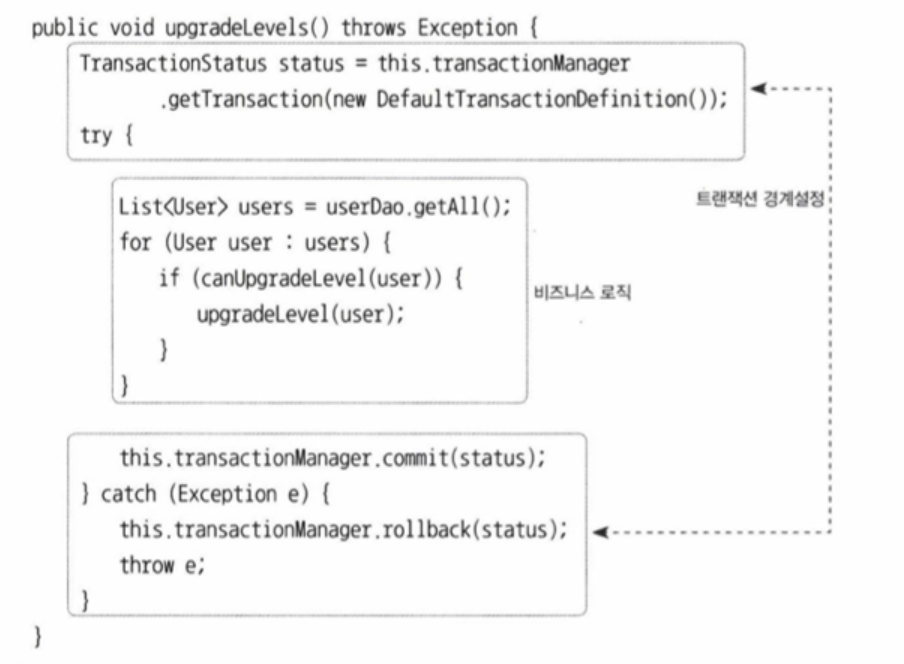 public void upgradeLevels() throws Exception {
TransactionStatus status = this.transactionManager
.getTransaction(new DefaultTransactionDefinition());
try {
트랜잭션 경계설정
List<User> users = userDao.getAll();
for (User user : users) {
if (canUpgradeLevel(user)) {
upgradeLevel(user);
}
}
비즈니스 로직
this.transactionManager.commit(status);
} catch (Exception e) {
this.transactionManager.rollback(status);
throw e;
}
}